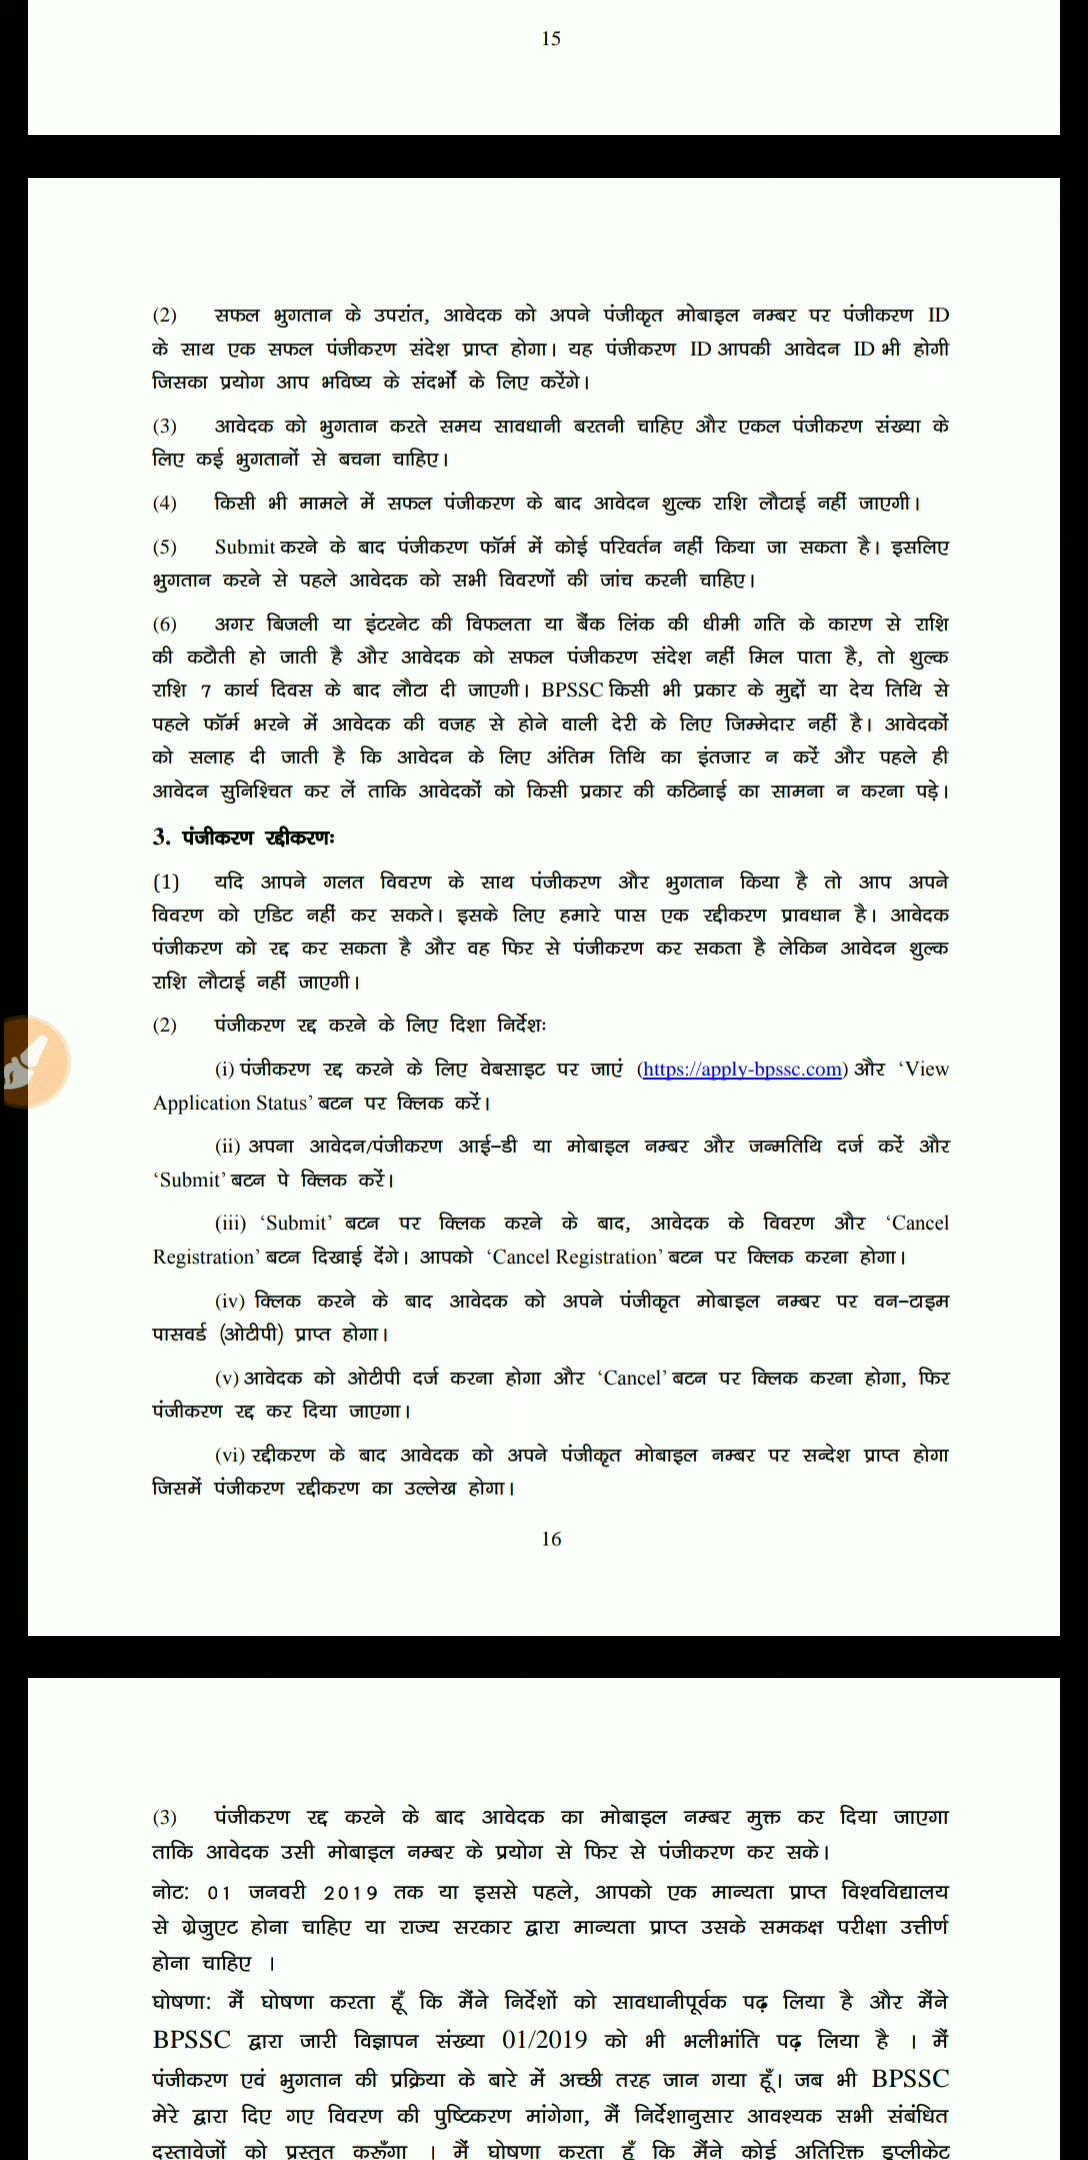 15
(2) सफल भुगतान के उपरांत, आवेदक को अपने पंजीकृत मोबाइल नम्बर पर पंजीकरण ID
के साथ एक सफल पंजीकरण संदेश प्राप्त होगा। यह पंजीकरण ID आपकी आवेदन ID भी होगी
जिसका प्रयोग आप भविष्य के संदर्भों के लिए करेंगे।
(3) आवेदक को भुगतान करते समय सावधानी बरतनी चाहिए और एकल पंजीकरण संख्या के
लिए कई भुगतानों से बचना चाहिए।
(4) किसी भी मामले में सफल पंजीकरण के बाद आवेदन शुल्क राशि लौटाई नहीं जाएगी।
(5) Submit करने के बाद पंजीकरण फॉर्म में कोई परिवर्तन नहीं किया जा सकता है। इसलिए
भुगतान करने से पहले आवेदक को सभी विवरणों की जांच करनी चाहिए।
(6) अगर बिजली या इंटरनेट की विफलता या बैंक लिंक की धीमी गति के कारण से राशि
की कटौती हो जाती है और आवेदक को सफल पंजीकरण संदेश नहीं मिल पाता है, तो शुल्क
राशि 7 कार्य दिवस के बाद लौटा दी जाएगी। BPSSC किसी भी प्रकार के मुद्दों या देय तिथि से
पहले फॉर्म भरने में आवेदक की वजह से होने वाली देरी के लिए जिम्मेदार नहीं है। आवेदकों
को सलाह दी जाती है कि आवेदन के लिए अंतिम तिथि का इंतजार न करें और पहले ही
आवेदन सुनिश्चित कर लें ताकि आवेदकों को किसी प्रकार की कठिनाई का सामना न करना पड़े।
3. पंजीकरण रद्दीकरणः
(1) यदि आपने गलत विवरण के साथ पंजीकरण और भुगतान किया है तो आप अपने
विवरण को एडिट नहीं कर सकते। इसके लिए हमारे पास एक रद्दीकरण प्रावधान है। आवेदक
पंजीकरण को रद्द कर सकता है और वह फिर से पंजीकरण कर सकता है लेकिन आवेदन शुल्क
राशि लौटाई नहीं जाएगी।
(2) पंजीकरण रद्द करने के लिए दिशा निर्देशः
(i) पंजीकरण रद्द करने के लिए वेबसाइट पर जाएं (https://apply-bpssc.com) और ‘View
Application Status’ बटन पर क्लिक करें।
(ii) अपना आवेदन/पंजीकरण आई–डी या मोबाइल नम्बर और जन्मतिथि दर्ज करें और
‘Submit’ बटन पे क्लिक करें।
(iii) ‘Submit’ बटन पर क्लिक करने के बाद, आवेदक के विवरण और ‘Cancel
Registration’ बटन दिखाई देंगे। आपको ‘Cancel Registration’ बटन पर क्लिक करना होगा।
(iv) क्लिक करने के बाद आवेदक को अपने पंजीकृत मोबाइल नम्बर पर वन–टाइम
पासवर्ड (ओटीपी) प्राप्त होगा।
(v) आवेदक को ओटीपी दर्ज करना होगा और ‘Cancel’ बटन पर क्लिक करना होगा, फिर
पंजीकरण रद्द कर दिया जाएगा।
(vi) रद्दीकरण के बाद आवेदक को अपने पंजीकृत मोबाइल नम्बर पर सन्देश प्राप्त होगा
जिसमें पंजीकरण रद्दीकरण का उल्लेख होगा।
16
(3) पंजीकरण रद्द करने के बाद आवेदक का मोबाइल नम्बर मुक्त कर दिया जाएगा
ताकि आवेदक उसी मोबाइल नम्बर के प्रयोग से फिर से पंजीकरण कर सके।
नोट: 01 जनवरी 2019 तक या इससे पहले, आपको एक मान्यता प्राप्त विश्वविद्यालय
से ग्रेजुएट होना चाहिए या राज्य सरकार द्वारा मान्यता प्राप्त उसके समकक्ष परीक्षा उत्तीर्ण
होना चाहिए ।
घोषणा: मैं घोषणा करता हूँ कि मैंने निर्देशों को सावधानीपूर्वक पढ़ लिया है और मैंने
BPSSC द्वारा जारी विज्ञापन संख्या 01/2019 को भी भलीभांति पढ़ लिया है । मैं
पंजीकरण एवं भुगतान की प्रक्रिया के बारे में अच्छी तरह जान गया हूँ। जब भी BPSSC
मेरे द्वारा दिए गए विवरण की पुष्टिकरण मांगेगा, मैं निर्देशानुसार आवश्यक सभी संबंधित
दस्तावेजों को प्रस्तुत करूँगा । मैं घोषणा करता हूँ कि मैंने कोई अतिरिक्त डुप्लीकेट